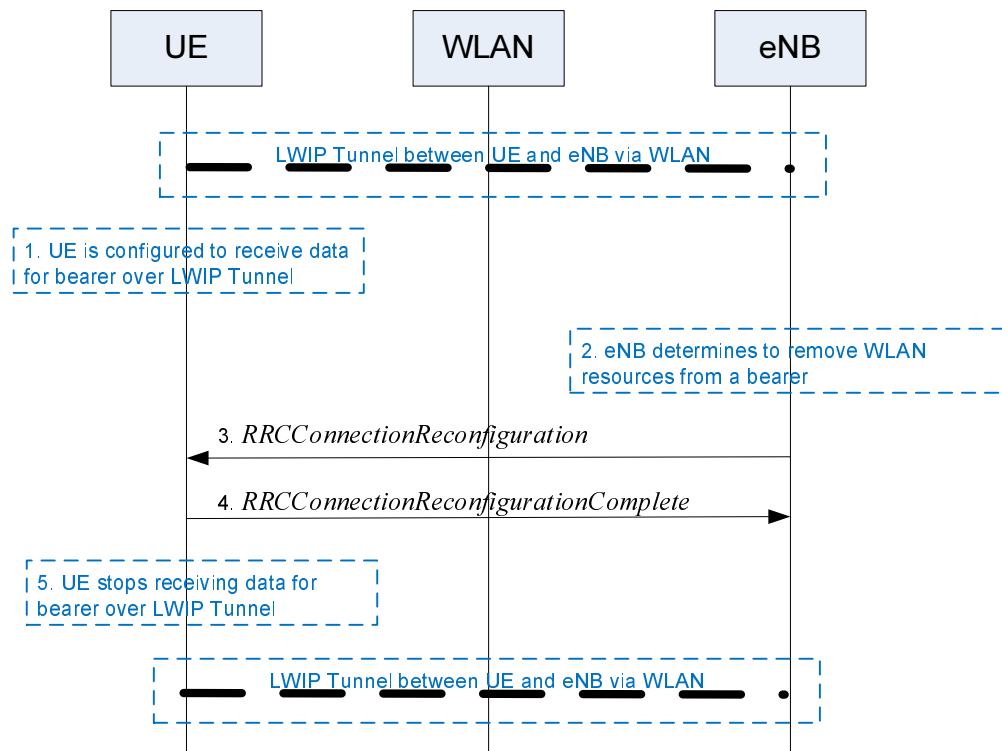 UE WLAN eNB
LWIP Tunnel between UE and eNB via WLAN
1. UE is configured to receive data
for bearer over LWIP Tunnel
2. eNB determines to remove WLAN
resources from a bearer
3. RRCConnectionReconfiguration
4. RRCConnectionReconfigurationComplete
5. UE stops receiving data for
bearer over LWIP Tunnel
LWIP Tunnel between UE and eNB via WLAN